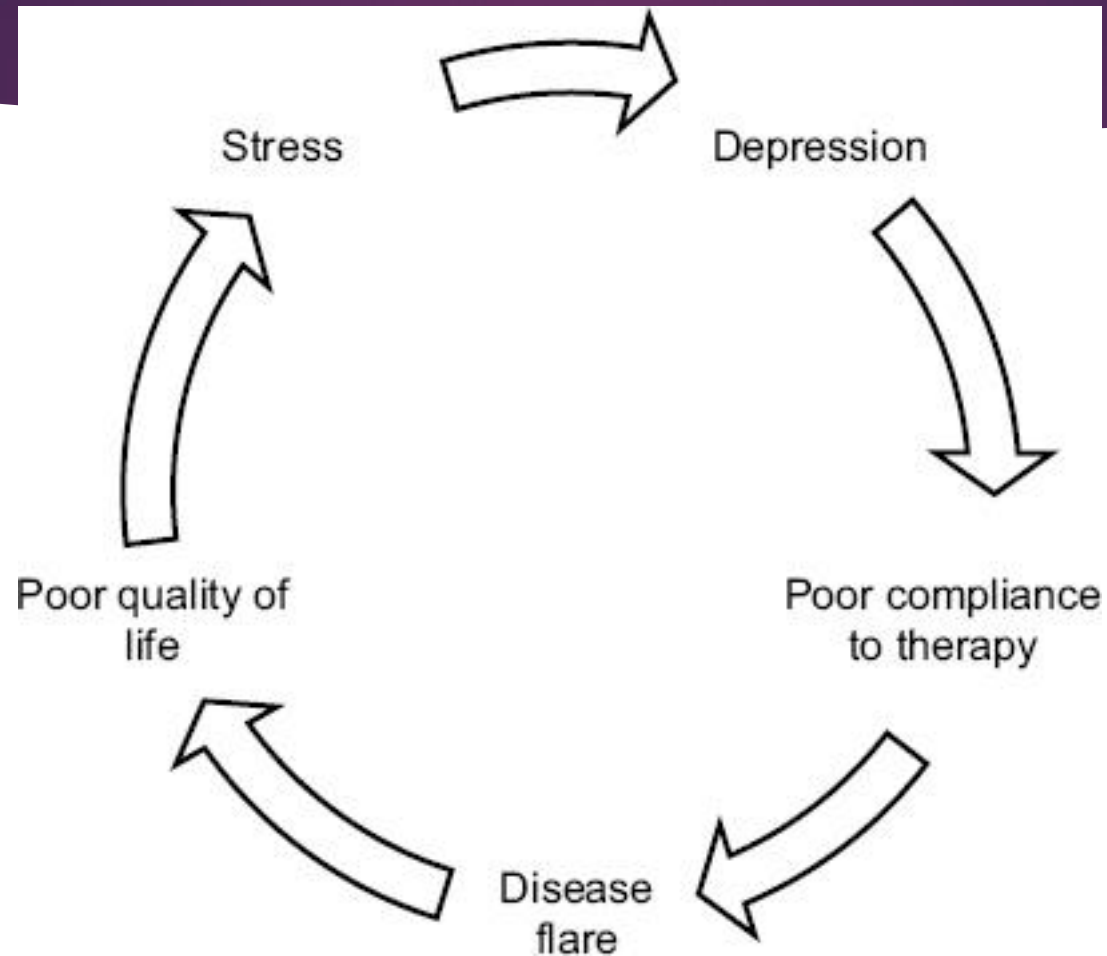 Stress
Depression
Poor compliance
to therapy
Disease
flare
Poor quality of
life